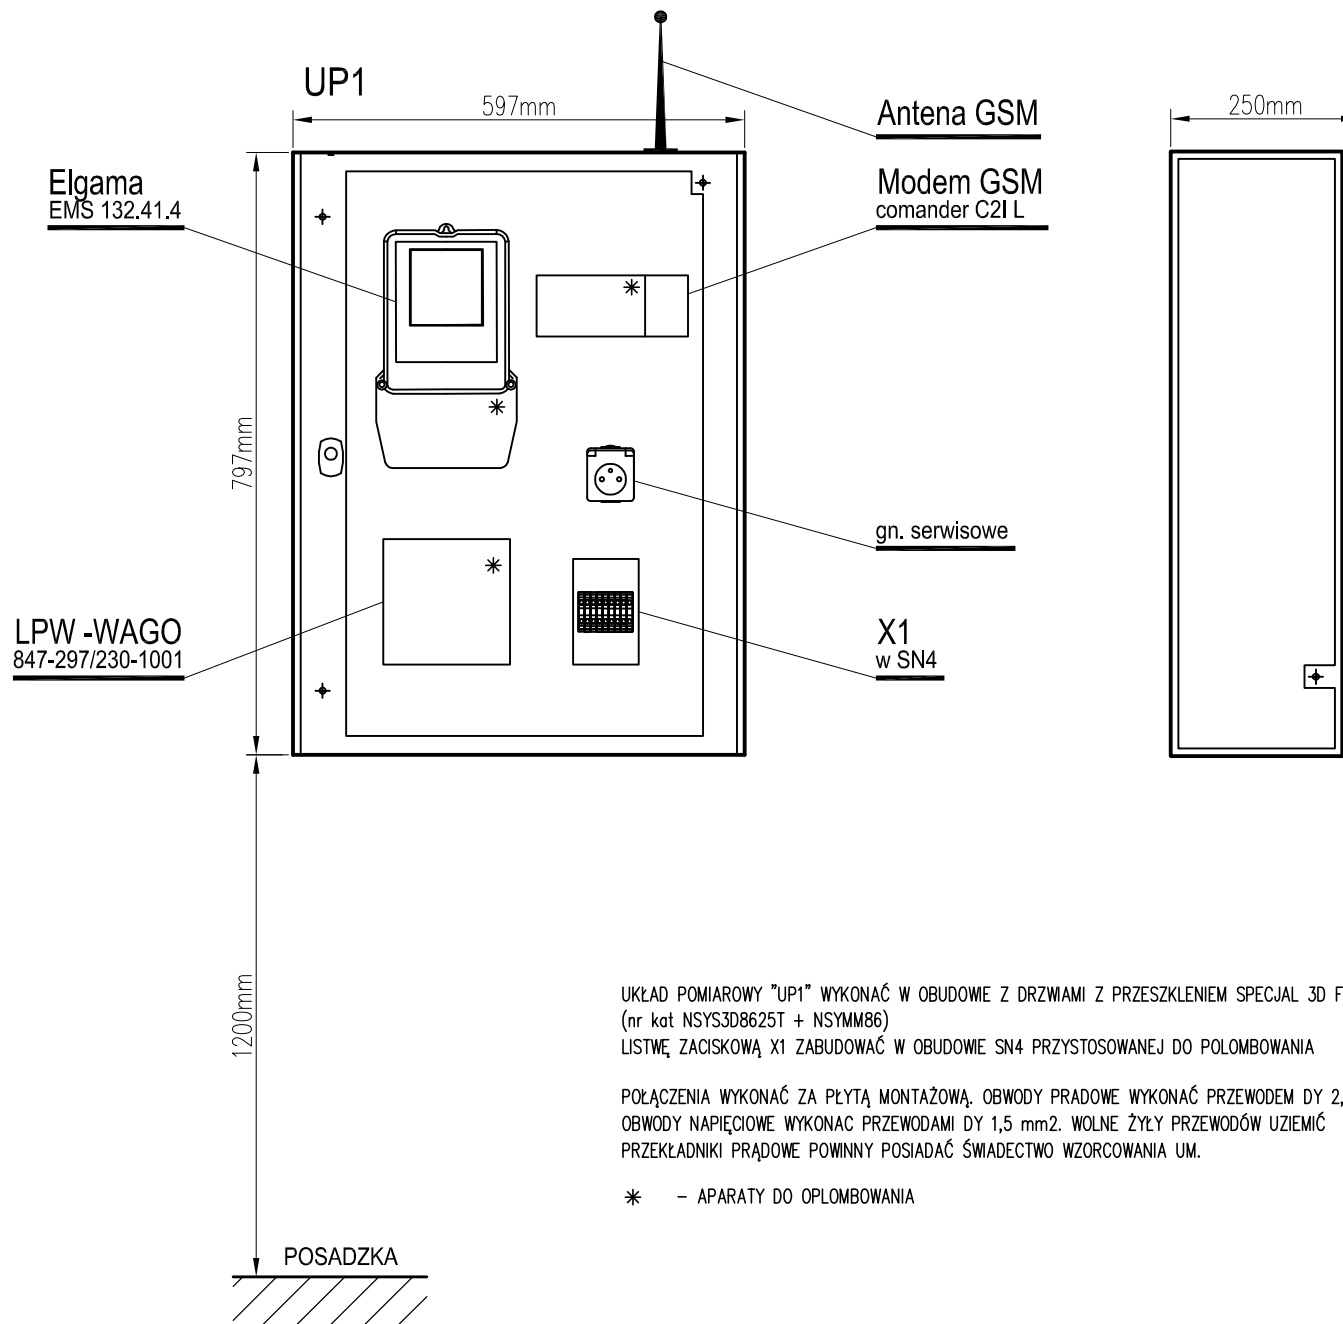 UP1
597mm
250mm
Antena GSM
Elgama
EMS 132.41.4
Modem GSM
comander C2I L
797mm
gn. serwisowe
LPW -WAGO
847-297/230-1001
X1
w SN4
1200mm
UKŁAD POMIAROWY "UP1" WYKONAĆ W OBUDOWIE Z DRZWIAMI Z PRZESZKLENIEM SPECJAL 3D F
(nr kat NSYS3D8625T + NSYMM86)
LISTWĘ ZACISKOWĄ X1 ZABUDOWAĆ W OBUDOWIE SN4 PRZYSTOSOWANEJ DO POLOMBOWANIA
POŁĄCZENIA WYKONAĆ ZA PŁYTĄ MONTAŻOWĄ. OBWODY PRADOWE WYKONAĆ PRZEWODEM DY 2,
OBWODY NAPIĘCIOWE WYKONAC PRZEWODAMI DY 1,5 mm2. WOLNE ŻYŁY PRZEWODÓW UZIEMIĆ
PRZEKŁADNIKI PRĄDOWE POWINNY POSIADAĆ ŚWIADECTWO WZORCOWANIA UM.
* – APARATY DO OPLOMBOWANIA
POSADZKA